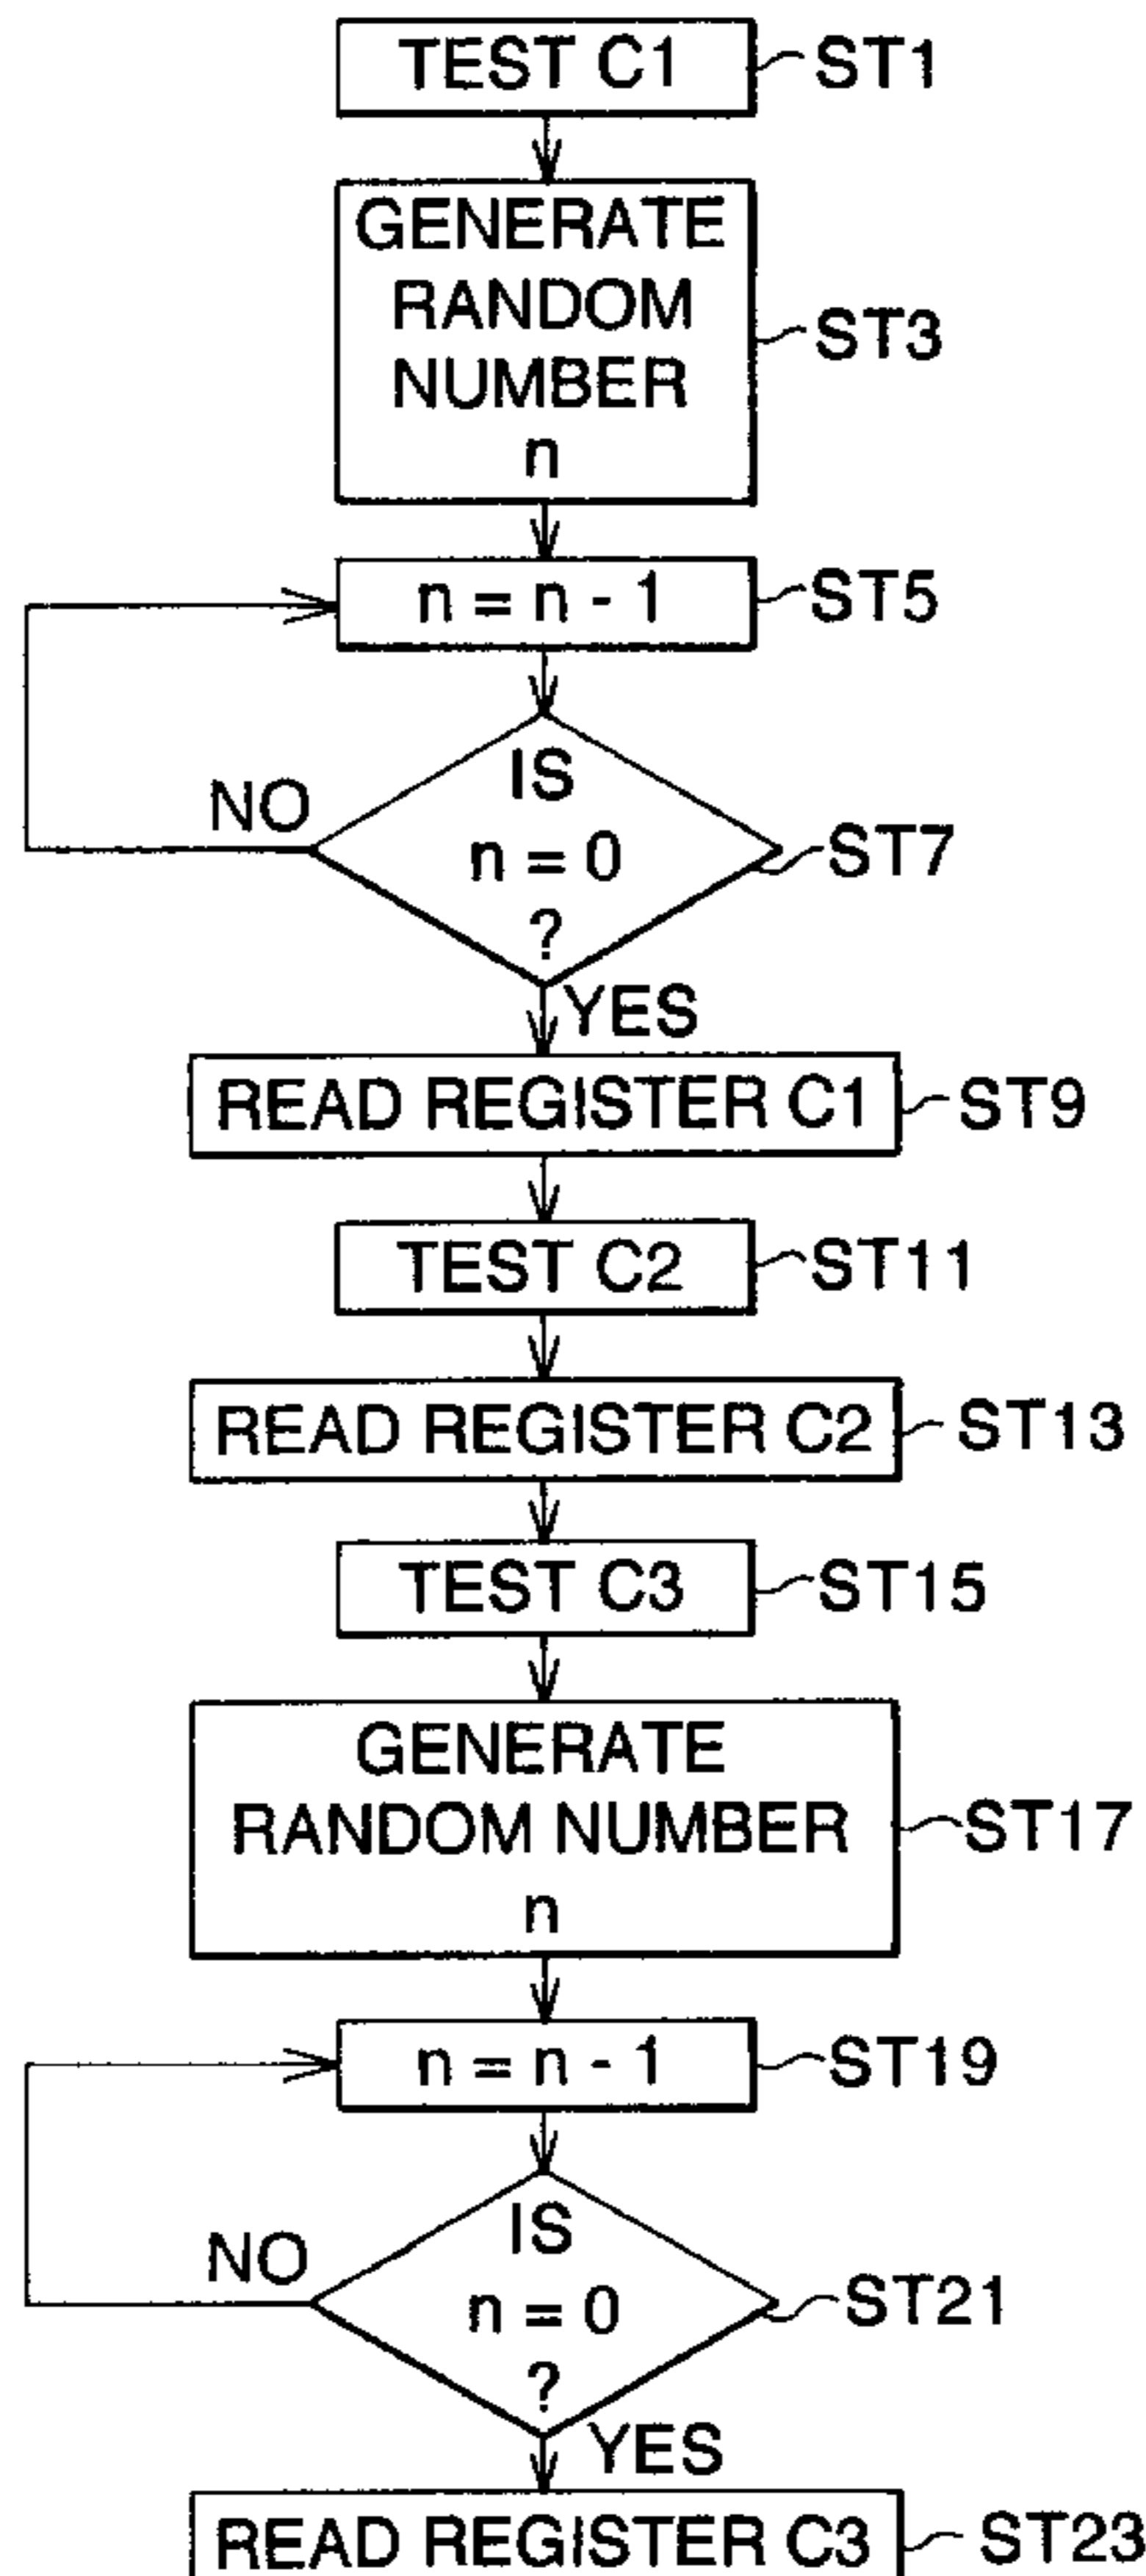 TEST C1 ST1
GENERATE
RANDOM
NUMBER
n
ST3
n = n - 1 ST5
IS
n = 0
?
NO
ST7
YES
READ REGISTER C1 ST9
TEST C2 ST11
READ REGISTER C2 ST13
TEST C3 ST15
GENERATE
RANDOM NUMBER
n
ST17
n = n - 1 ST19
IS
n = 0
?
NO
ST21
YES
READ REGISTER C3 ST23